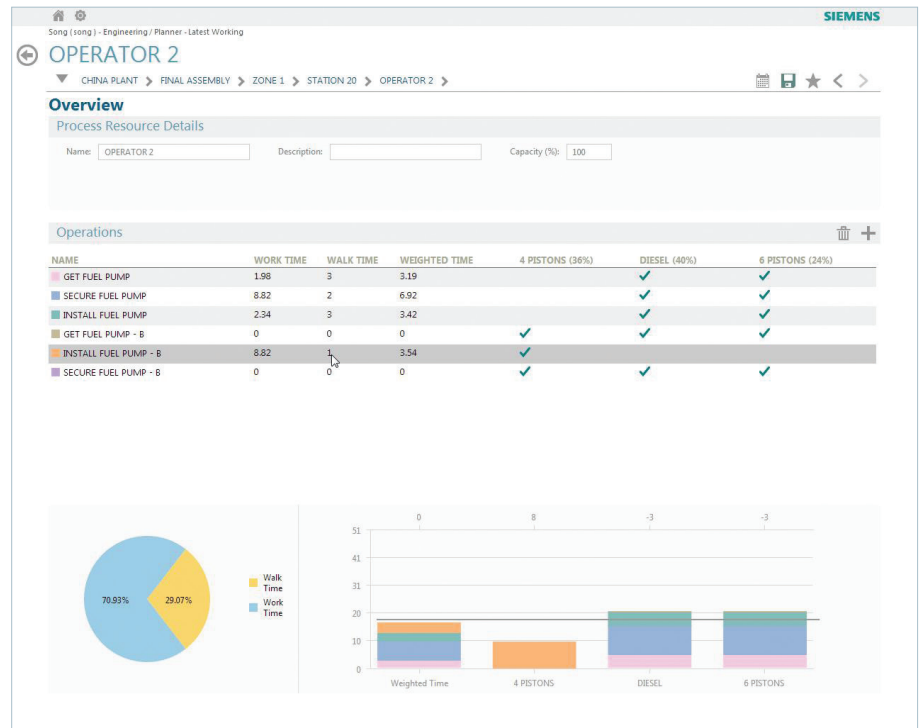 SIEMENS
Song ( song ) - Engineering / Planner - Latest Working
OPERATOR 2
CHINA PLANT FINAL ASSEMBLY ZONE 1 STATION 20 OPERATOR 2
Overview
Process Resource Details
Name: OPERATOR 2 Description: Capacity (%): 100
Operations
NAME WORK TIME WALK TIME WEIGHTED TIME 4 PISTONS (36%) DIESEL (40%) 6 PISTONS (24%)
GET FUEL PUMP 1.98 3 3.19
SECURE FUEL PUMP 8.82 2 6.92
INSTALL FUEL PUMP 2.34 3 3.42
GET FUEL PUMP - B 0 0 0
INSTALL FUEL PUMP - B 8.82 1 3.54
SECURE FUEL PUMP - B 0 0 0
0 8 -3 -3
51
41
31
20
10
0
Weighted Time 4 PISTONS DIESEL 6 PISTONS
70.93% 29.07%
Walk
Time
Work
Time